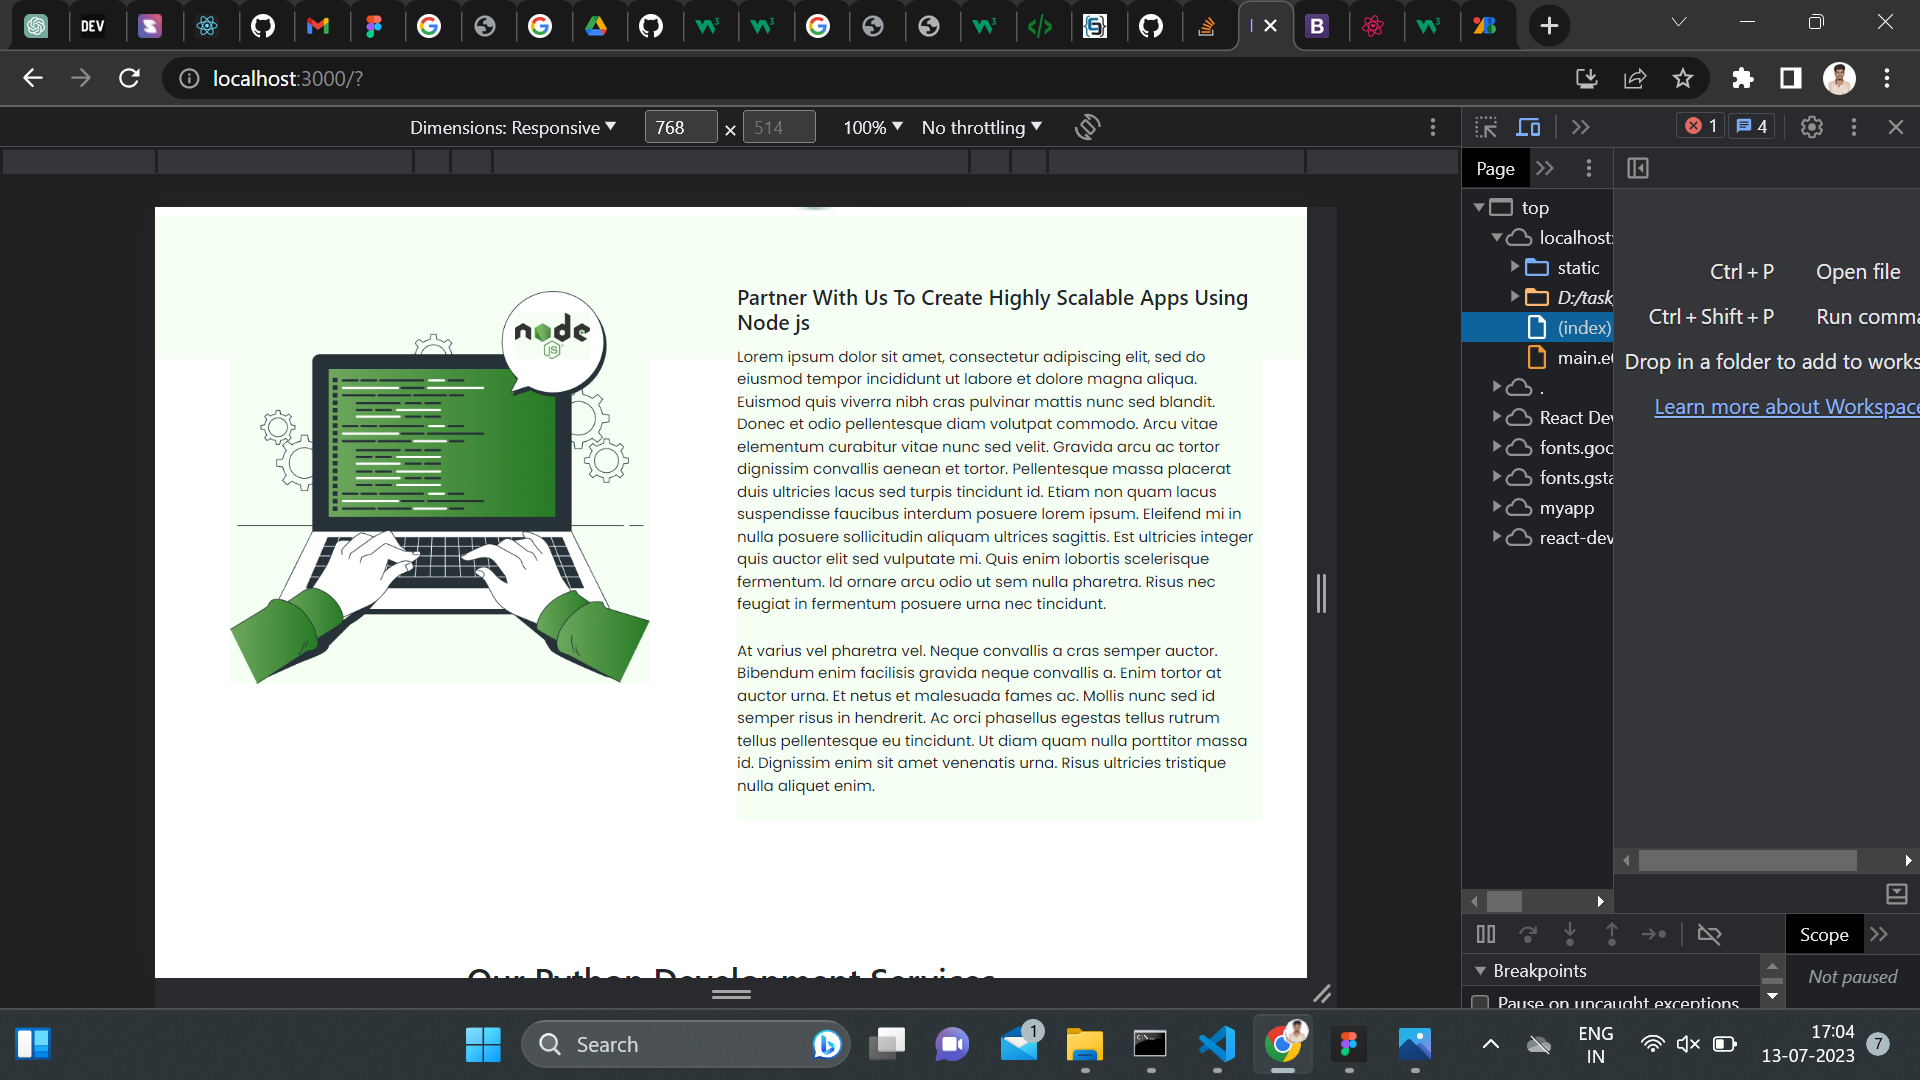 DEV
localhost:3000/?
Dimensions: Responsive
768
×
514
100%
No throttling
1
4
Page
top
localhost:
static
D:/task
(index)
main.e
.
React Dev
fonts.goo
fonts.gsta
myapp
react-dev
Ctrl + P
Open file
Ctrl + Shift + P
Run comma
Drop in a folder to add to works
Learn more about Workspace
node
JS
Partner With Us To Create Highly Scalable Apps Using
Node js
Lorem ipsum dolor sit amet, consectetur adipiscing elit, sed do
eiusmod tempor incididunt ut labore et dolore magna aliqua.
Euismod quis viverra nibh cras pulvinar mattis nunc sed blandit.
Donec et odio pellentesque diam volutpat commodo. Arcu vitae
elementum curabitur vitae nunc sed velit. Gravida arcu ac tortor
dignissim convallis aenean et tortor. Pellentesque massa placerat
duis ultricies lacus sed turpis tincidunt id. Etiam non quam lacus
suspendisse faucibus interdum posuere lorem ipsum. Eleifend mi in
nulla posuere sollicitudin aliquam ultrices sagittis. Est ultricies integer
quis auctor elit sed vulputate mi. Quis enim lobortis scelerisque
fermentum. Id ornare arcu odio ut sem nulla pharetra. Risus nec
feugiat in fermentum posuere urna nec tincidunt.
At varius vel pharetra vel. Neque convallis a cras semper auctor.
Bibendum enim facilisis gravida neque convallis a. Enim tortor at
auctor urna. Et netus et malesuada fames ac. Mollis nunc sed id
semper risus in hendrerit. Ac orci phasellus egestas tellus rutrum
tellus pellentesque eu tincidunt. Ut diam quam nulla porttitor massa
id. Dignissim enim sit amet venenatis urna. Risus ultricies tristique
nulla aliquet enim.
Our Python Development Services
Scope
Breakpoints
Not paused
Pause on uncaught exceptions
Search
1
ENG
IN
17:04
13-07-2023
7